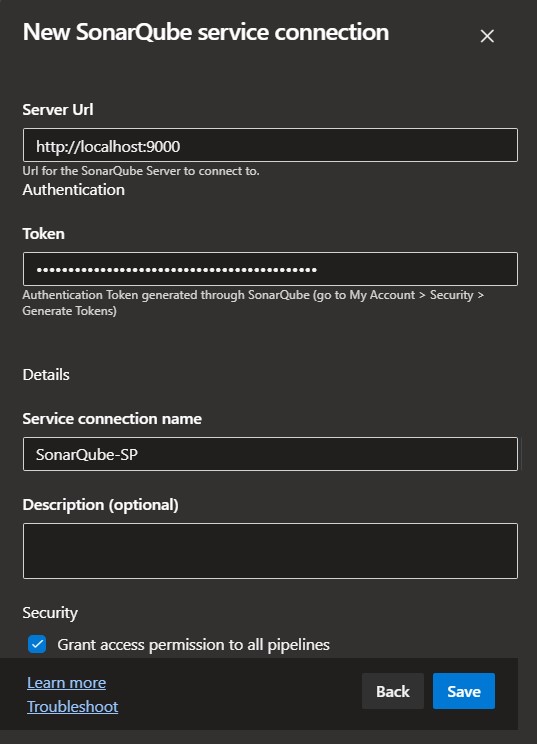 New SonarQube service connection
Server Url
http://localhost:9000
Url for the SonarQube Server to connect to.
Authentication
Token
••••••••••••••••••••••••••••••••••••••••••••
Authentication Token generated through SonarQube (go to My Account > Security >
Generate Tokens)
Details
Service connection name
SonarQube-SP
Description (optional)
Security
Grant access permission to all pipelines
Learn more
Troubleshoot
Back
Save